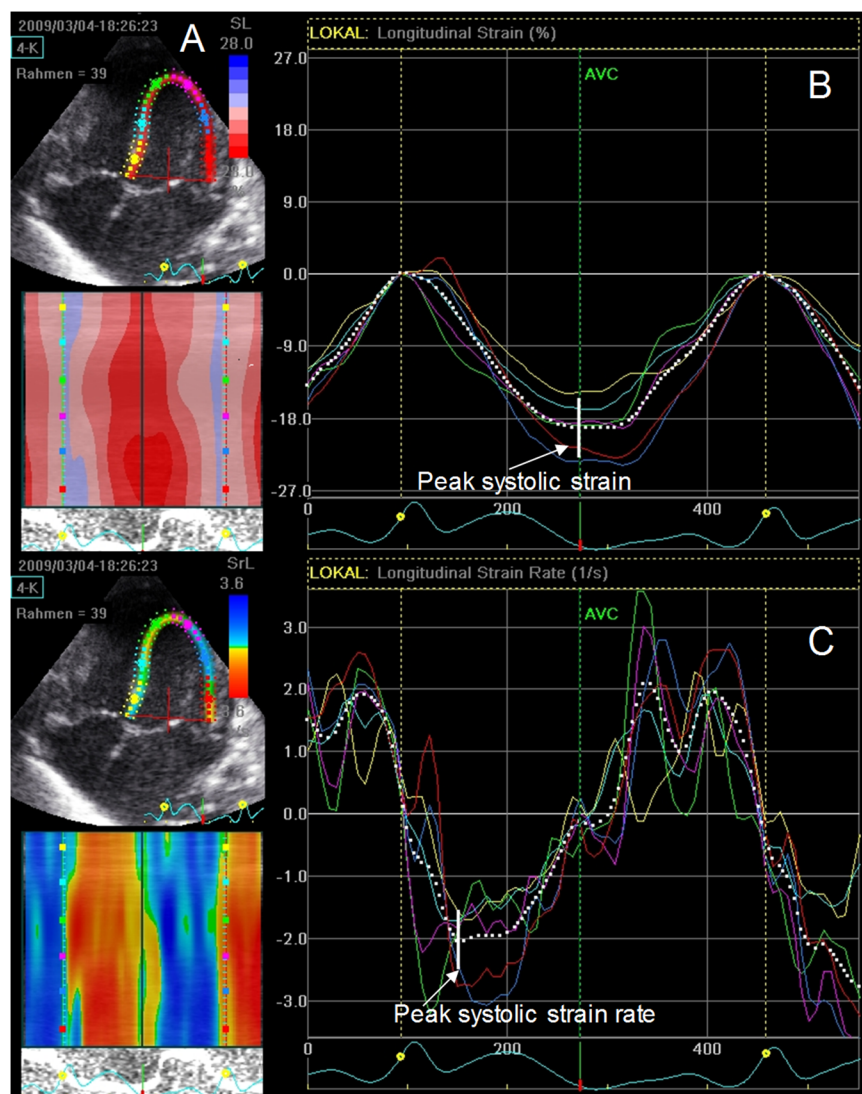 2009/03/04-18:26:23
A
SL
4-K
28.0
Rahmen = 39
LOKAL: Longitudinal Strain (%)
B
AVC
27.0
18.0
9.0
0.0
-9.0
-18.0
-27.0
Peak systolic strain
0
200
400
2009/03/04-18:26:23
SrL
4-K
3.6
Rahmen = 39
LOKAL: Longitudinal Strain Rate (1/s)
C
AVC
3.0
2.0
1.0
0.0
-1.0
-2.0
-3.0
Peak systolic strain rate
0
200
400